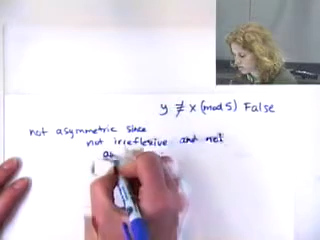 y ≢ x (mod 5) False
not asymmetric since
not irreflexive and not